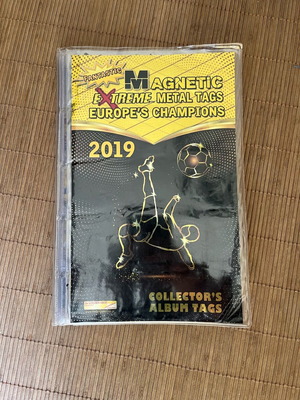 FANTASTIC!
MAGNETIC
EXTREME METAL TAGS
EUROPE'S CHAMPIONS
2019
COLLECTOR'S
ALBUM TAGS